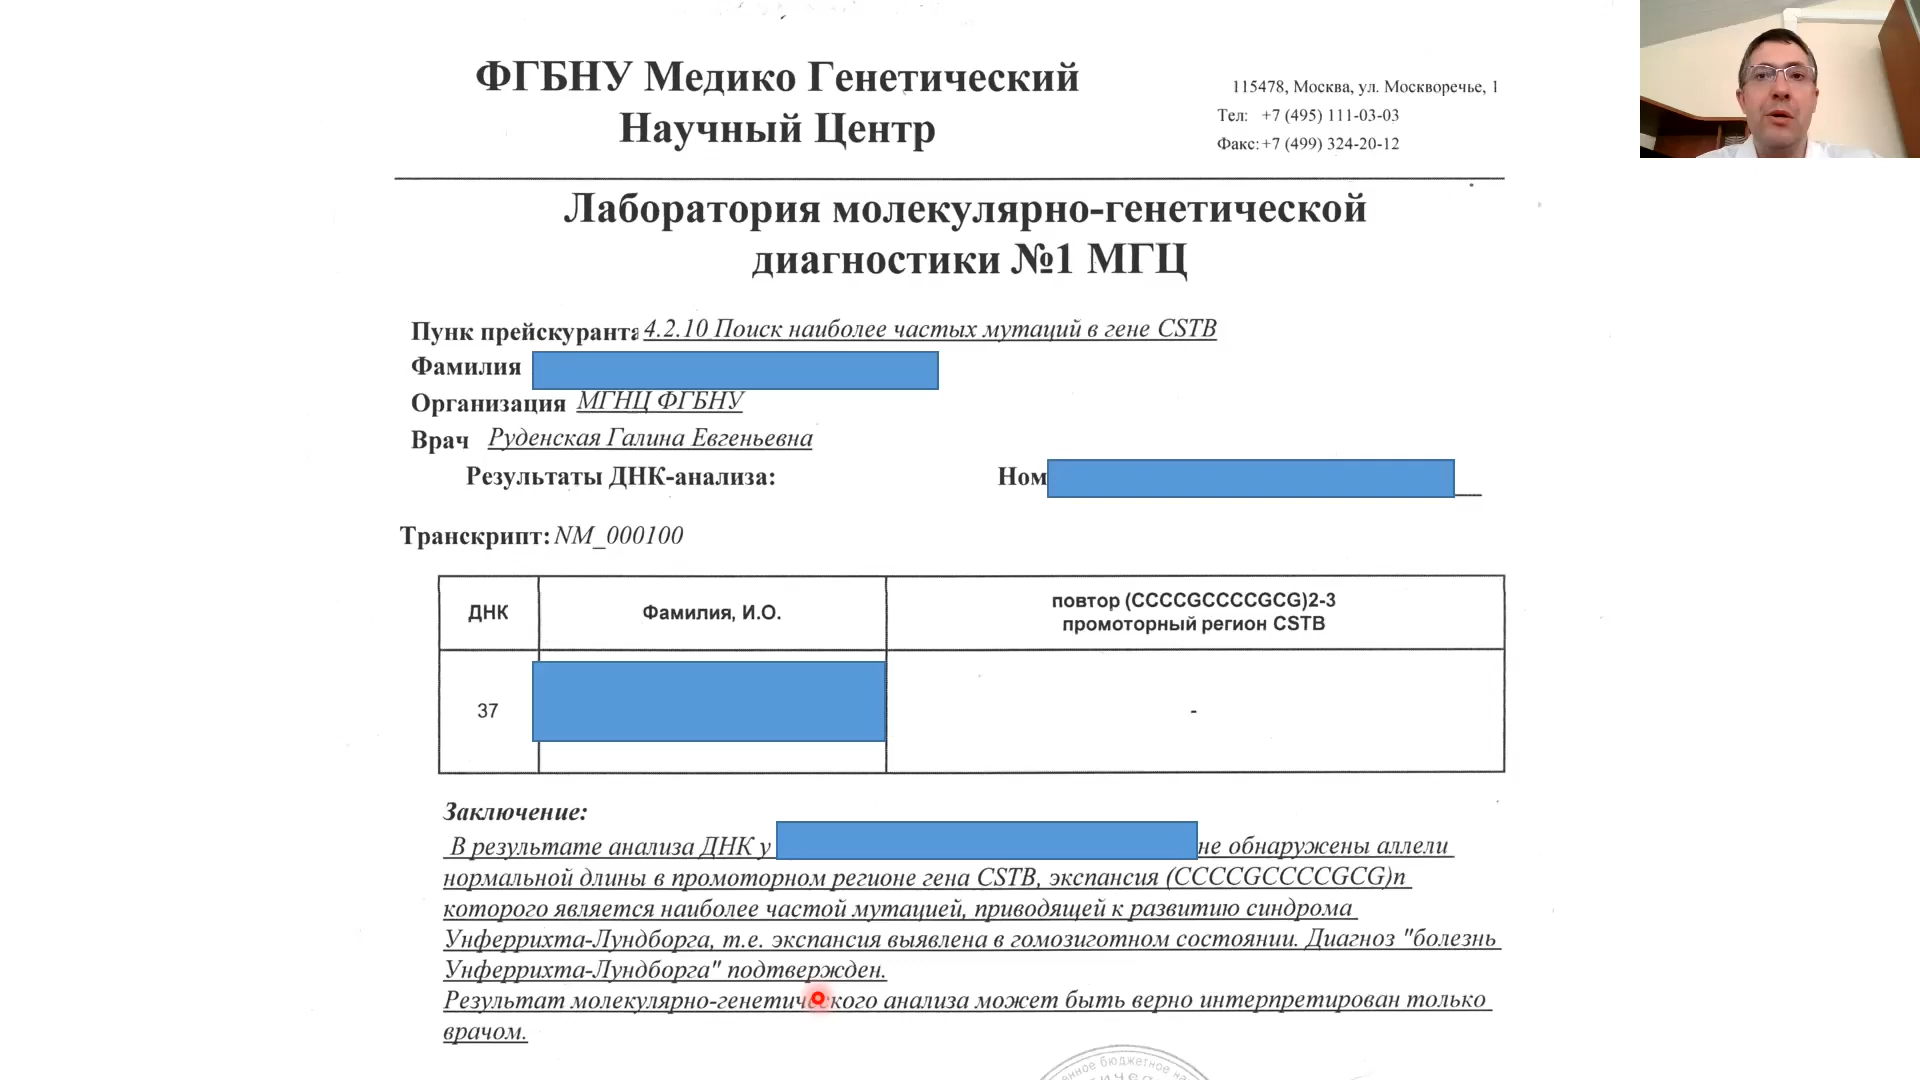 ФГБНУ Медико Генетический
Научный Центр
115478, Москва, ул. Москворечье, 1
Тел: +7 (495) 111-03-03
Факс: +7 (499) 324-20-12
Лаборатория молекулярно-генетической
диагностики №1 МГЦ
Пунк прейскуранта 4.2.10 Поиск наиболее частых мутаций в гене CSTB
Фамилия
Организация МГНЦ ФГБНУ
Врач Руденская Галина Евгеньевна
Результаты ДНК-анализа: Ном
Транскрипт: NM_000100
ДНК Фамилия, И.О. повтор (CCCCGCCCCGCG)2-3
промоторный регион CSTB
37 -
Заключение:
В результате анализа ДНК у не обнаружены аллели
нормальной длины в промоторном регионе гена CSTB, экспансия (CCCCGCCCCGCG)n
которого является наиболее частой мутацией, приводящей к развитию синдрома
Унферрихта-Лундборга, т.е. экспансия выявлена в гомозиготном состоянии. Диагноз "болезнь
Унферрихта-Лундборга" подтвержден.
Результат молекулярно-генетического анализа может быть верно интерпретирован только
врачом.